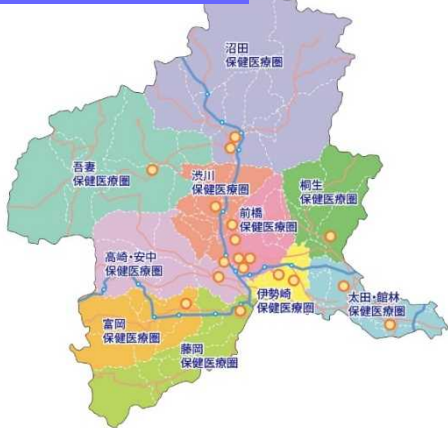 沼田
保健医療圏
吾妻
保健医療圏
渋川
保健医療圏
桐生
保健医療圏
前橋
保健医療圏
高崎・安中
保健医療圏
伊勢崎
保健医療圏
太田・館林
保健医療圏
富岡
保健医療圏
藤岡
保健医療圏